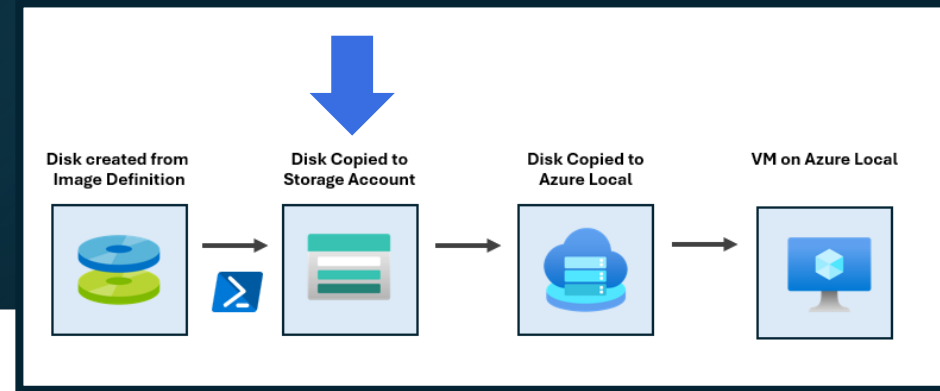 Disk created from
Image Definition
Disk Copied to
Storage Account
Disk Copied to
Azure Local
VM on Azure Local